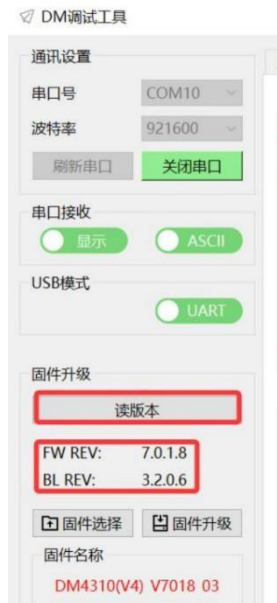 DM调试工具
通讯设置
串口号 COM10
波特率 921600
刷新串口 关闭串口
串口接收
显示 ASCII
USB模式
UART
固件升级
读版本
FW REV: 7.0.1.8
BL REV: 3.2.0.6
固件选择 固件升级
固件名称
DM4310(V4) V7018 03